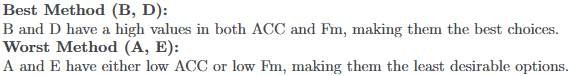 Best Method (B, D):
B and D have a high values in both ACC and Fm, making them the best choices.
Worst Method (A, E):
A and E have either low ACC or low Fm, making them the least desirable options.